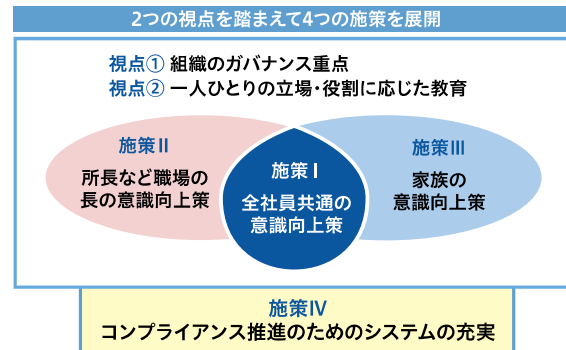 2つの視点を踏まえて4つの施策を展開
視点① 組織のガバナンス重点
視点② 一人ひとりの立場・役割に応じた教育
施策Ⅱ
所長など職場の
長の意識向上策
施策Ⅰ
全社員共通の
意識向上策
施策Ⅲ
家族の
意識向上策
施策Ⅳ
コンプライアンス推進のためのシステムの充実